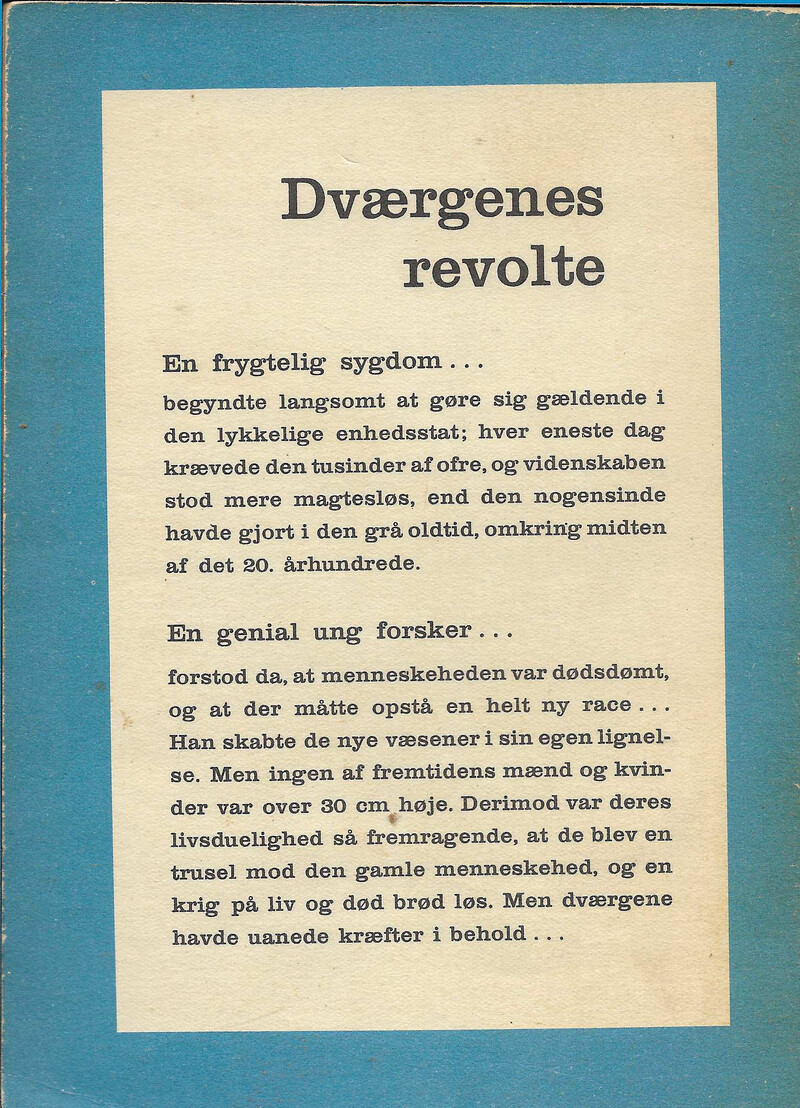 Dværgenes
revolte
En frygtelig sygdom...
begyndte langsomt at gøre sig gældende i
den lykkelige enhedsstat; hver eneste dag
krævede den tusinder af ofre, og videnskaben
stod mere magtesløs, end den nogensinde
havde gjort i den grå oldtid, omkring midten
af det 20. århundrede.
En genial ung forsker...
forstod da, at menneskeheden var dødsdømt,
og at der måtte opstå en helt ny race...
Han skabte de nye væsener i sin egen lignel-
se. Men ingen af fremtidens mænd og kvin-
der var over 30 cm høje. Derimod var deres
livsduelighed så fremragende, at de blev en
trusel mod den gamle menneskehed, og en
krig på liv og død brød løs. Men dværgene
havde uanede kræfter i behold...